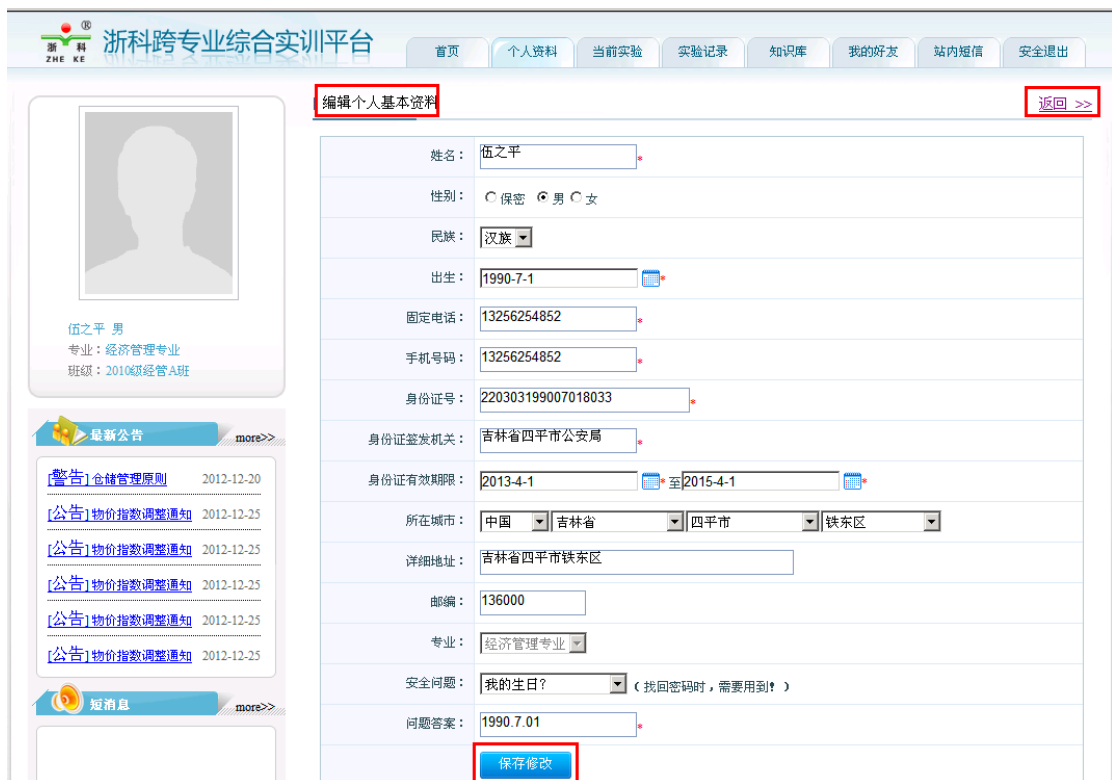 ®
浙 科
ZHE KE
浙科跨专业综合实训平台
首页 个人资料 当前实验 实验记录 知识库 我的好友 站内短信 安全退出
编辑个人基本资料
返回 >>
伍之平 男
专业：经济管理专业
班级：2010级经管A班
最新公告 more>>
[警告]仓储管理原则 2012-12-20
[公告]物价指数调整通知 2012-12-25
[公告]物价指数调整通知 2012-12-25
[公告]物价指数调整通知 2012-12-25
[公告]物价指数调整通知 2012-12-25
[公告]物价指数调整通知 2012-12-25
短消息 more>>
姓名： 伍之平 *
性别： 保密 男 女
民族： 汉族
出生： 1990-7-1 *
固定电话： 13256254852 *
手机号码： 13256254852 *
身份证号： 220303199007018033 *
身份证签发机关： 吉林省四平市公安局 *
身份证有效期限： 2013-4-1 * 至 2015-4-1 *
所在城市： 中国 吉林省 四平市 铁东区
详细地址： 吉林省四平市铁东区
邮编： 136000
专业： 经济管理专业
安全问题： 我的生日? (找回密码时，需要用到! )
问题答案： 1990.7.01 *
保存修改